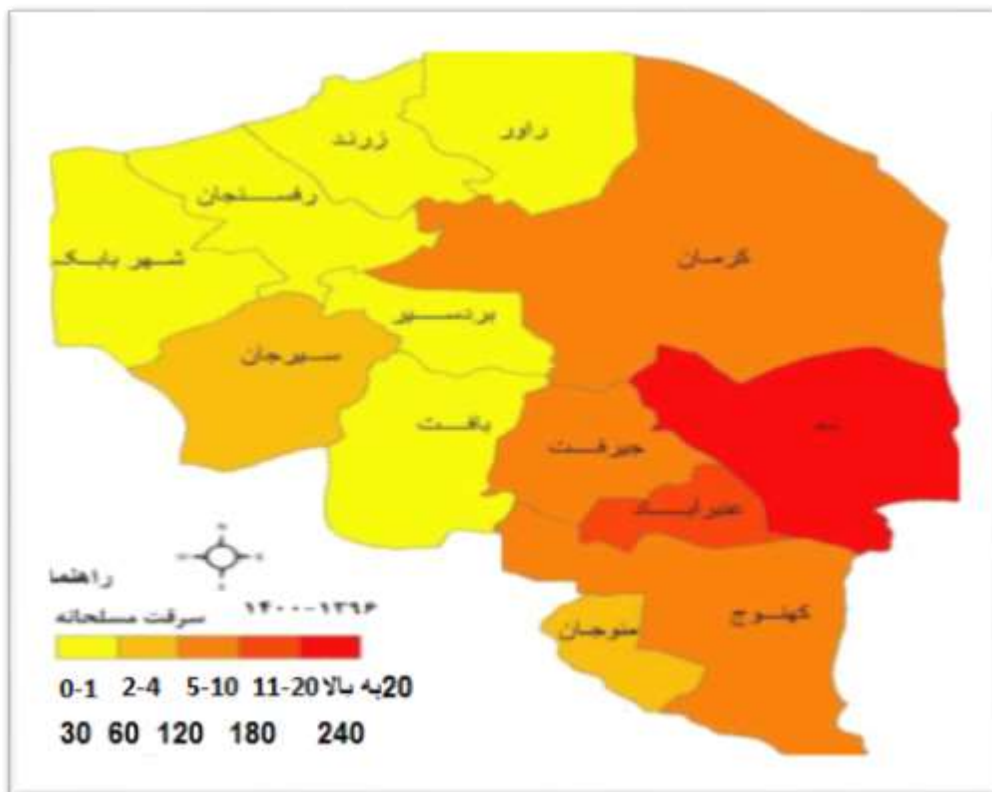 راور
زرند
رفسنجان
کرمان
شهر بابک
بردسیر
سیرجان
بافت
جیرفت
بم
عنبرآباد
کهنوج
منوجان
راهنما
سرقت مسلحانه ۱۳۹۶-۱۴۰۰
0-1 2-4 5-10 11-20 20به بالا
30 60 120 180 240